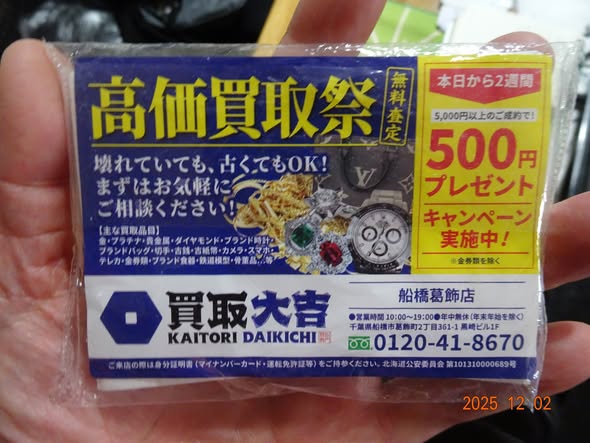 高価買取祭
無料査定
壊れていても、古くてもOK!
まずはお気軽に
ご相談ください!
【主な買取品目】
金・プラチナ・貴金属・ダイヤモンド・ブランド時計・
ブランドバッグ・切手・古銭・古紙幣・カメラ・スマホ・
テレカ・金券類・ブランド食器・鉄道模型・骨董品…等
本日から2週間
5,000円以上のご成約で!
500円
プレゼント
キャンペーン
実施中!
※金券類を除く
買取大吉
KAITORI DAIKICHI
船橋葛飾店
●営業時間 10:00〜19:00●年中無休(年末年始を除く)
千葉県船橋市葛飾町2丁目361-1 黒崎ビル1F
0120-41-8670
ご来店の際は身分証明書(マイナンバーカード・運転免許証等)をご持参ください。北海道公安委員会 第101310000689号
2025 12 02